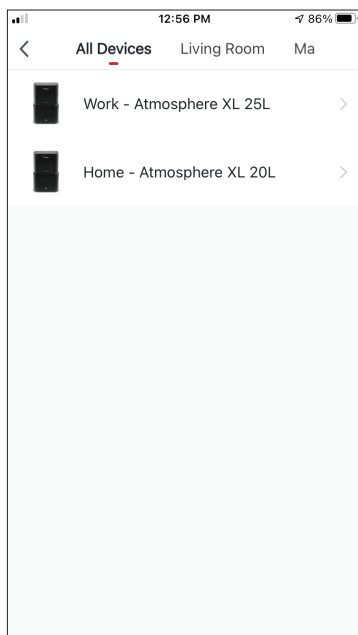 12:56 PM 86%
All Devices Living Room Ma
Work - Atmosphere XL 25L
Home - Atmosphere XL 20L